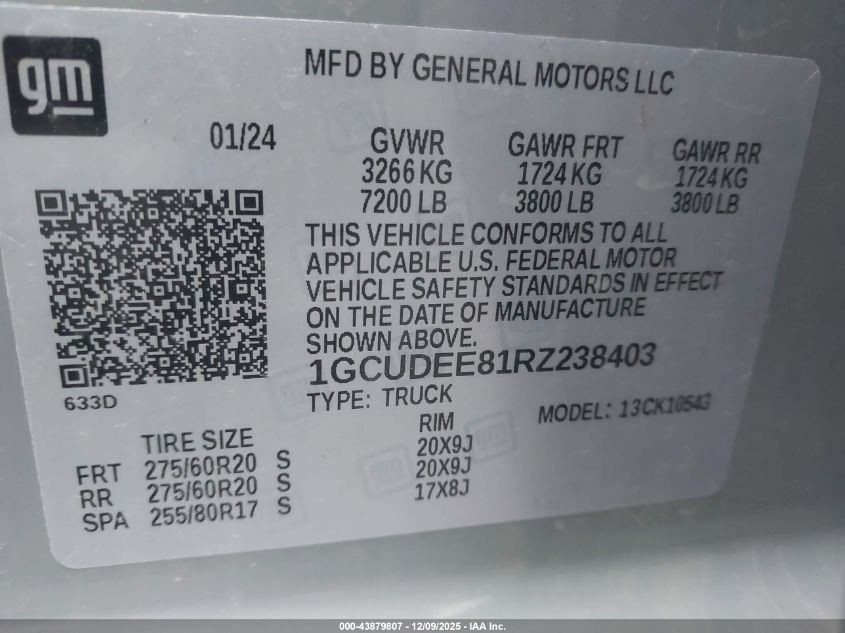 gm
MFD BY GENERAL MOTORS LLC
01/24 GVWR GAWR FRT GAWR RR
3266 KG 1724 KG 1724 KG
7200 LB 3800 LB 3800 LB
THIS VEHICLE CONFORMS TO ALL
APPLICABLE U.S. FEDERAL MOTOR
VEHICLE SAFETY STANDARDS IN EFFECT
ON THE DATE OF MANUFACTURE
SHOWN ABOVE.
1GCUDEE81RZ238403
633D
TYPE: TRUCK MODEL: 13CK10543
TIRE SIZE RIM
FRT 275/60R20 S 20X9J
RR 275/60R20 S 20X9J
SPA 255/80R17 S 17X8J
000-43879807 - 12/09/2025 - IAA Inc.